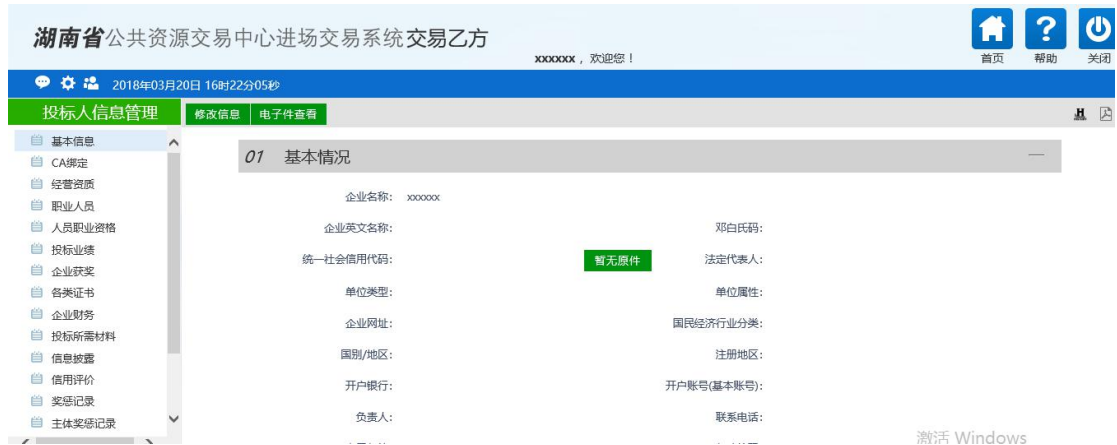 湖南省公共资源交易中心进场交易系统交易乙方
xxxxxx , 欢迎您！
首页 帮助 关闭
2018年03月20日 16时22分05秒
投标人信息管理 修改信息 电子件查看
基本信息
CA绑定
经营资质
职业人员
人员职业资格
投标业绩
企业获奖
各类证书
企业财务
投标所需材料
信息披露
信用评价
奖惩记录
主体奖惩记录
01 基本情况
企业名称: xxxxxx
企业英文名称: 邓白氏码:
统一社会信用代码: 暂无原件 法定代表人:
单位类型: 单位属性:
企业网址: 国民经济行业分类:
国别/地区: 注册地区:
开户银行: 开户账号(基本账号):
负责人: 联系电话:
激活 Windows